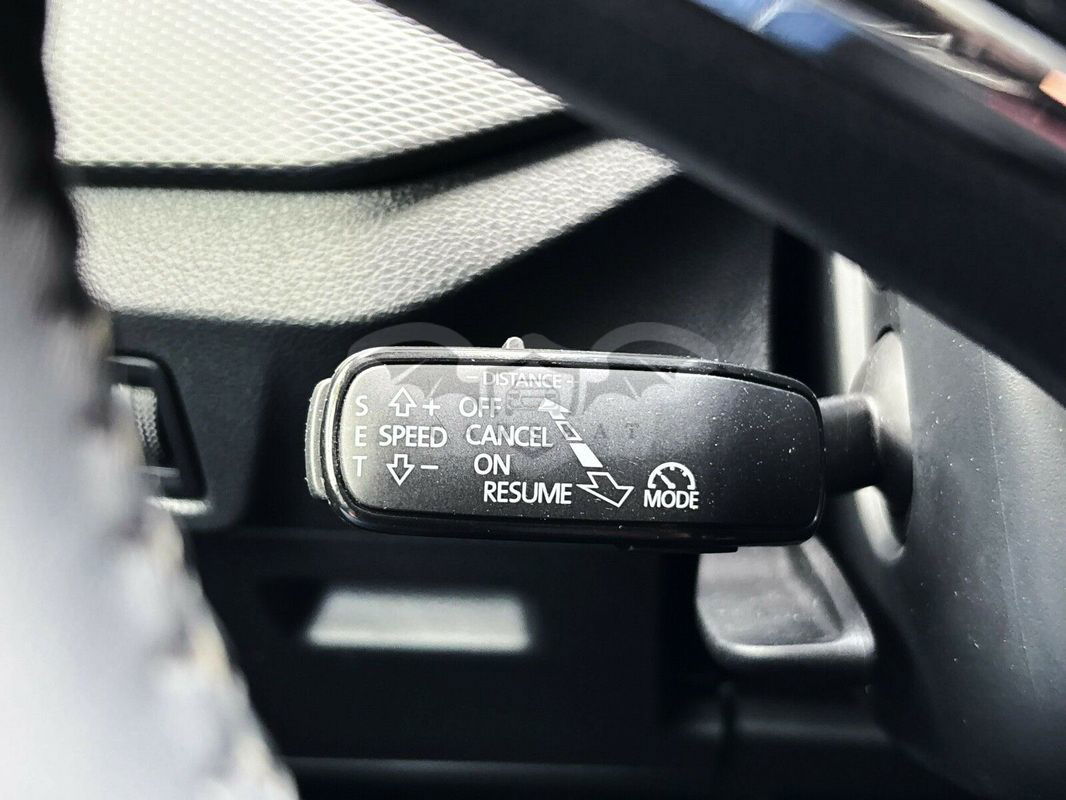 - DISTANCE -
S + OFF
E SPEED CANCEL
T - ON
RESUME MODE